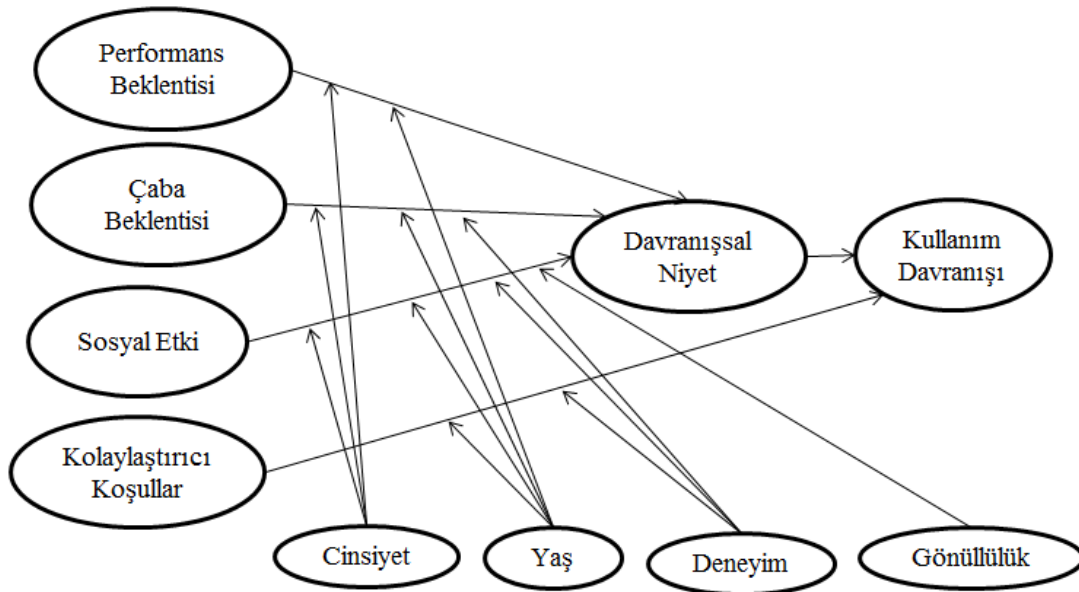 Performans
Beklentisi
Çaba
Beklentisi
Sosyal Etki
Kolaylaştırıcı
Koşullar
Davranışsal
Niyet
Kullanım
Davranışı
Cinsiyet
Yaş
Deneyim
Gönüllülük